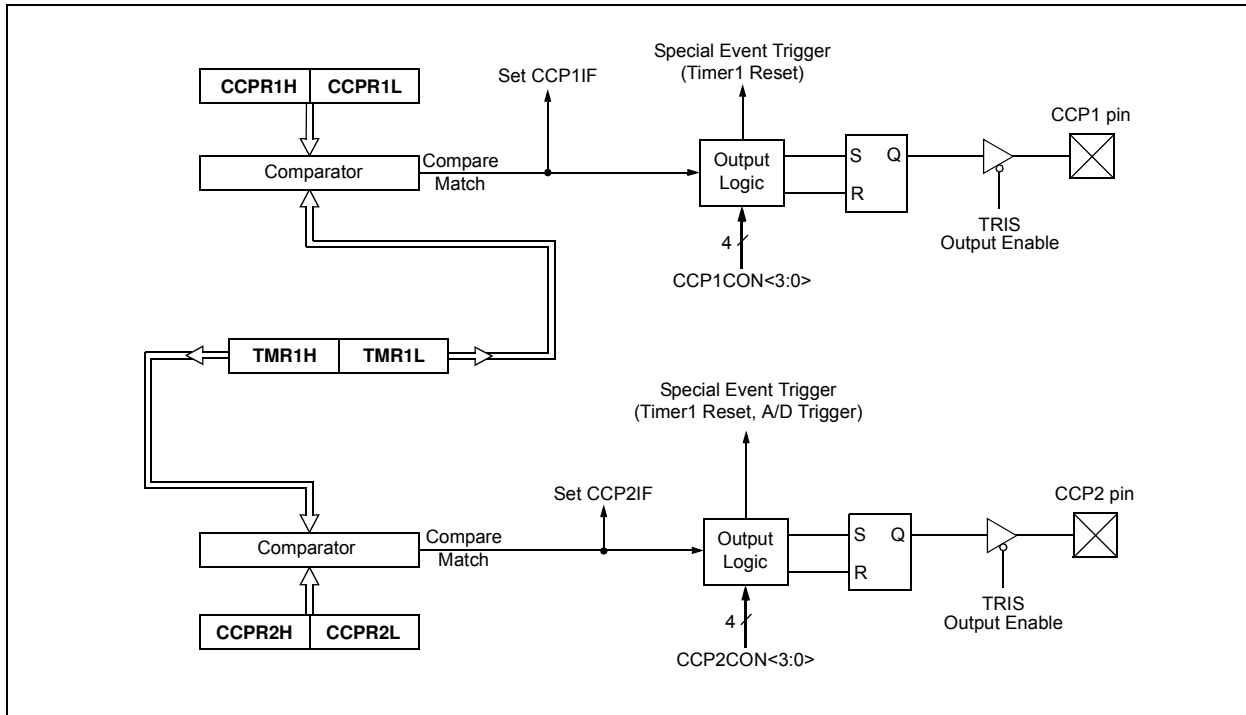 Special Event Trigger
(Timer1 Reset)
Set CCP1IF
CCPR1H CCPR1L
CCP1 pin
Comparator
Compare
Match
Output
Logic
S Q
R
TRIS
Output Enable
4
CCP1CON<3:0>
TMR1H TMR1L
Special Event Trigger
(Timer1 Reset, A/D Trigger)
Set CCP2IF
CCP2 pin
Comparator
Compare
Match
Output
Logic
S Q
R
TRIS
Output Enable
4
CCPR2H CCPR2L
CCP2CON<3:0>